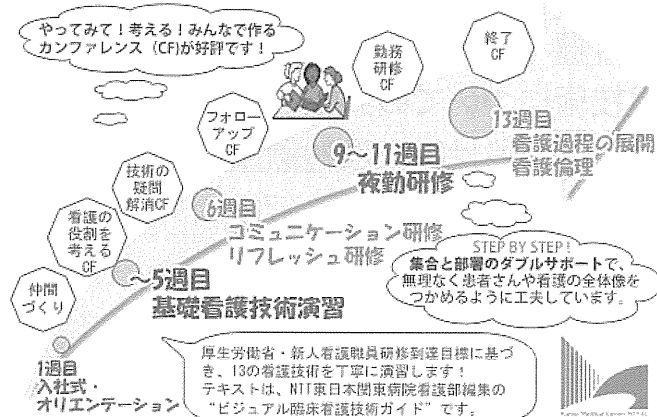 やってみて！考える！みんなで作る
カンファレンス（CF)が好評です！
勤務
研修
CF
終了
CF
フォロー
アップ
CF
13週目
看護過程の展開
看護倫理
9〜11週目
夜勤研修
技術の
疑問
解消CF
6週目
コミュニケーション研修
リフレッシュ研修
看護の
役割を
考える
CF
〜5週目
基礎看護技術演習
STEP BY STEP！
集合と部署のダブルサポートで、
無理なく患者さんや看護の全体像を
つかめるように工夫しています。
仲間
づくり
1週目
入社式・
オリエンテーション
厚生労働省・新人看護職員研修到達目標に基づ
き、13の看護技術を丁寧に演習します！
テキストは、NTT東日本関東病院看護部編集の
“ビジュアル臨床看護技術ガイド”です。